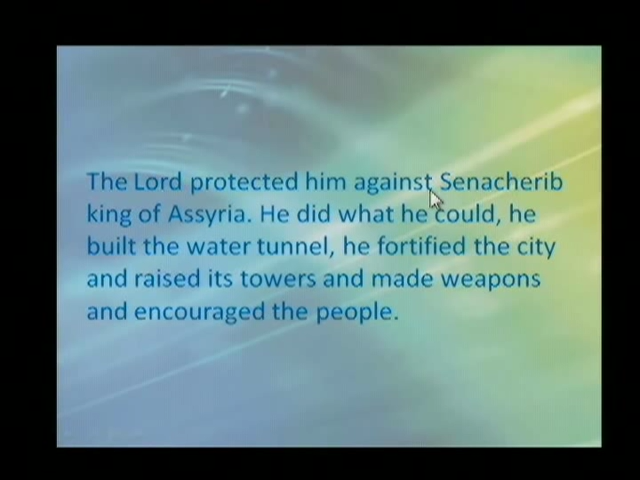 The Lord protected him against Senacherib
king of Assyria. He did what he could, he
built the water tunnel, he fortified the city
and raised its towers and made weapons
and encouraged the people.